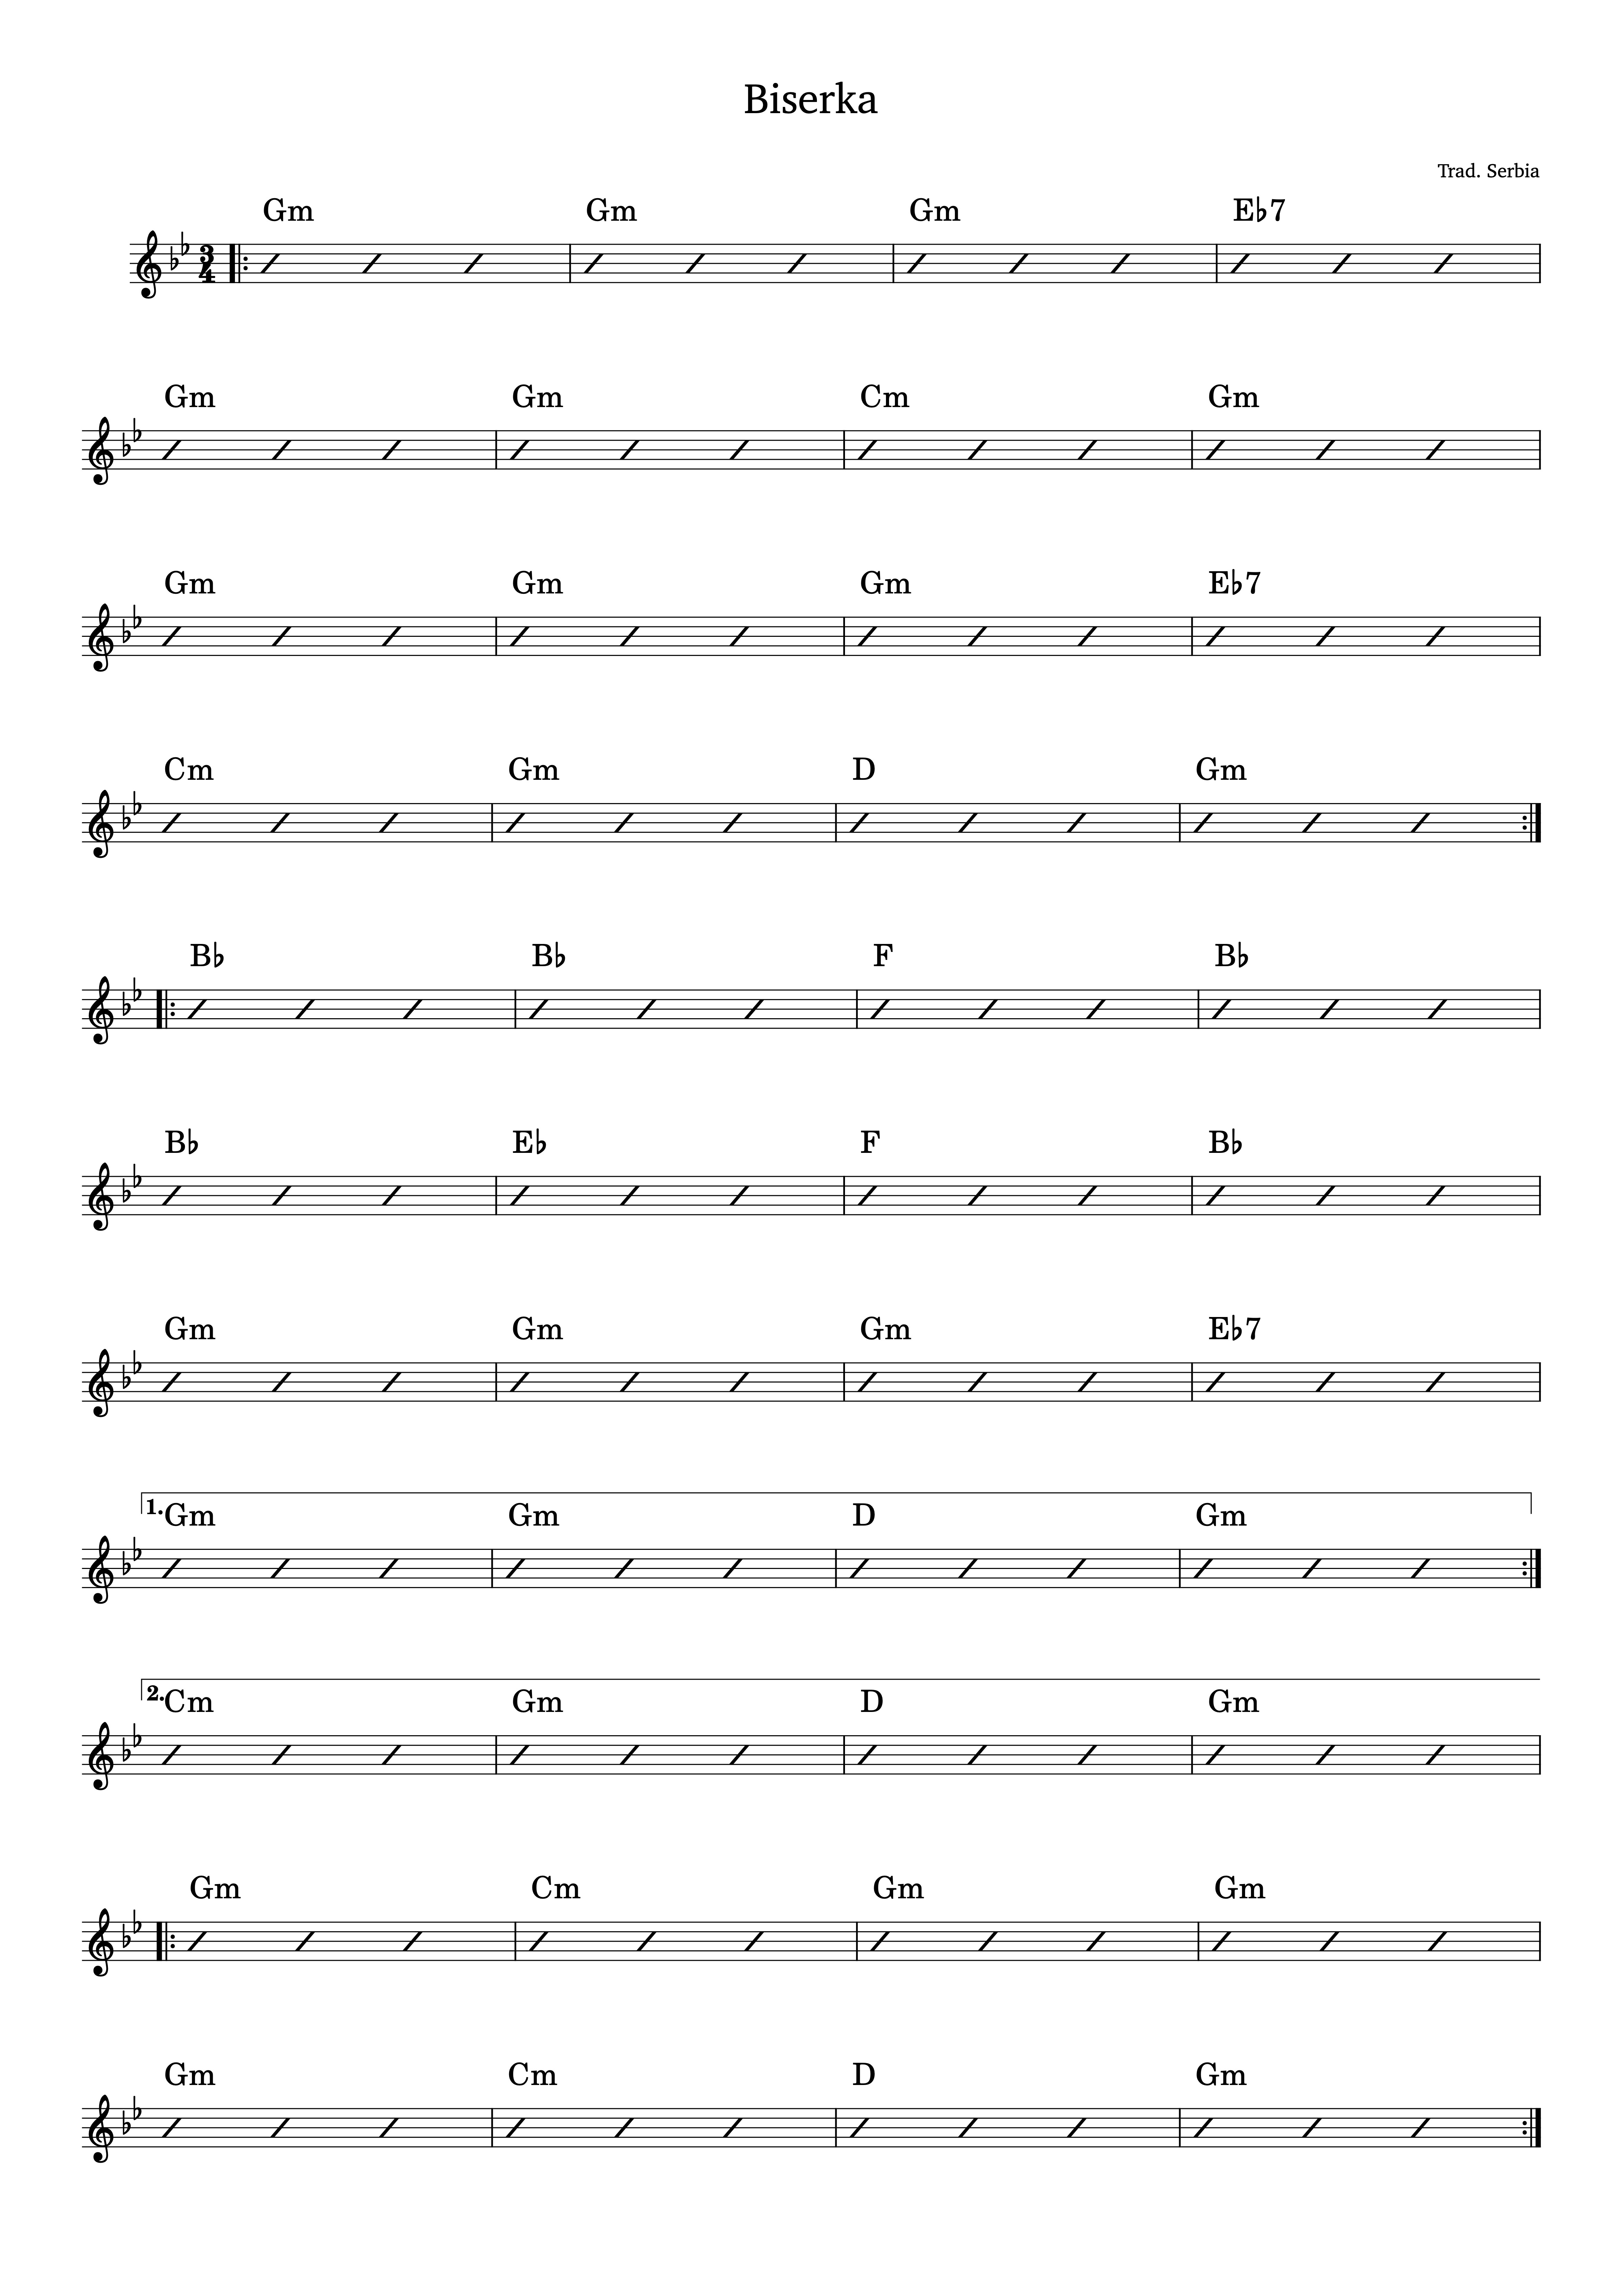 Biserka
Trad. Serbia
Gm Gm Gm E♭7
3
4
Gm Gm Cm Gm
Gm Gm Gm E♭7
Cm Gm D Gm
B♭ B♭ F B♭
B♭ E♭ F B♭
Gm Gm Gm E♭7
1. Gm Gm D Gm
2. Cm Gm D Gm
Gm Cm Gm Gm
Gm Cm D Gm